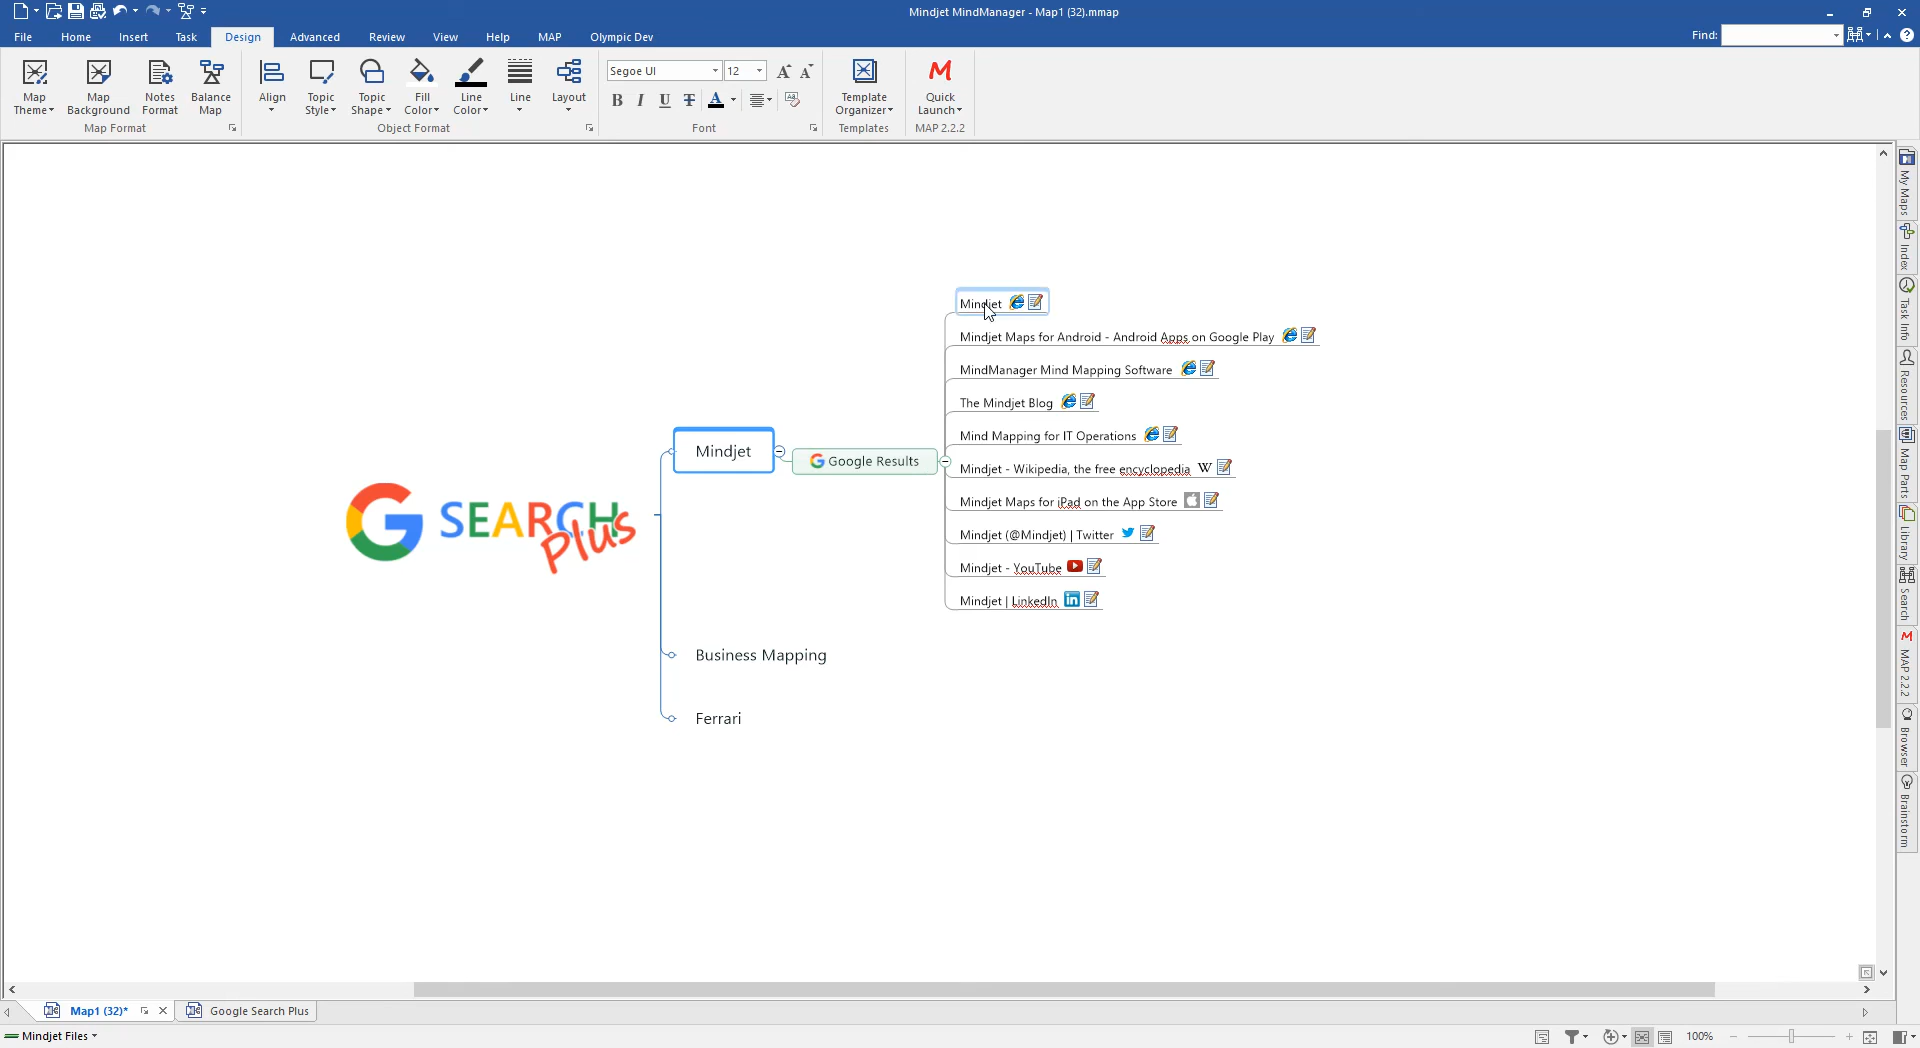 Mindjet MindManager - Map1 (32).mmap
File Home Insert Task Design Advanced Review View Help MAP Olympic Dev
Find:
Segoe UI 12
Map Theme
Map Background
Notes Format
Balance Map
Align
Topic Style
Topic Shape
Fill Color
Line Color
Line
Layout
B I U T A
Template Organizer
Quick Launch
Map Format
Object Format
Font
Templates
MAP 2.2.2
Mindjet
Mindjet Maps for Android - Android Apps on Google Play
MindManager Mind Mapping Software
The Mindjet Blog
Mind Mapping for IT Operations
Mindjet - Wikipedia, the free encyclopedia W
Mindjet Maps for iPad on the App Store
Mindjet (@Mindjet) | Twitter
Mindjet - YouTube
Mindjet | LinkedIn in
Mindjet
G Google Results
G SEARCH plus
Business Mapping
Ferrari
My Maps
Index
Task Info
Resources
Map Parts
Library
Search
MAP 2.2.2
Browser
Brainstorm
Map1 (32)*
Google Search Plus
Mindjet Files
100%